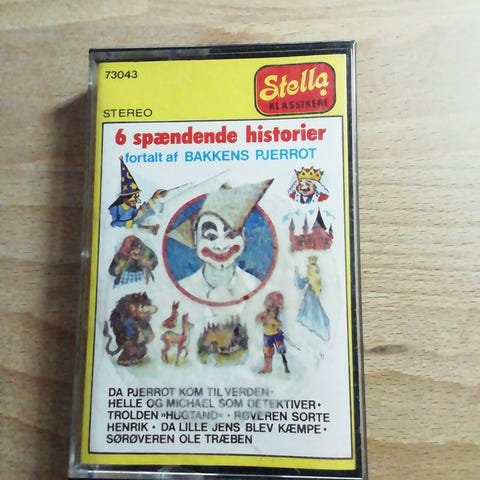 73043
Stella
KLASSIKERE
STEREO
6 spændende historier
fortalt af BAKKENS PJERROT
DA PJERROT KOM TIL VERDEN•
HELLE OG MICHAEL SOM DETEKTIVER•
TROLDEN »HUGTAND« • RØVEREN SORTE
HENRIK • DA LILLE JENS BLEV KÆMPE •
SØRØVEREN OLE TRÆBEN